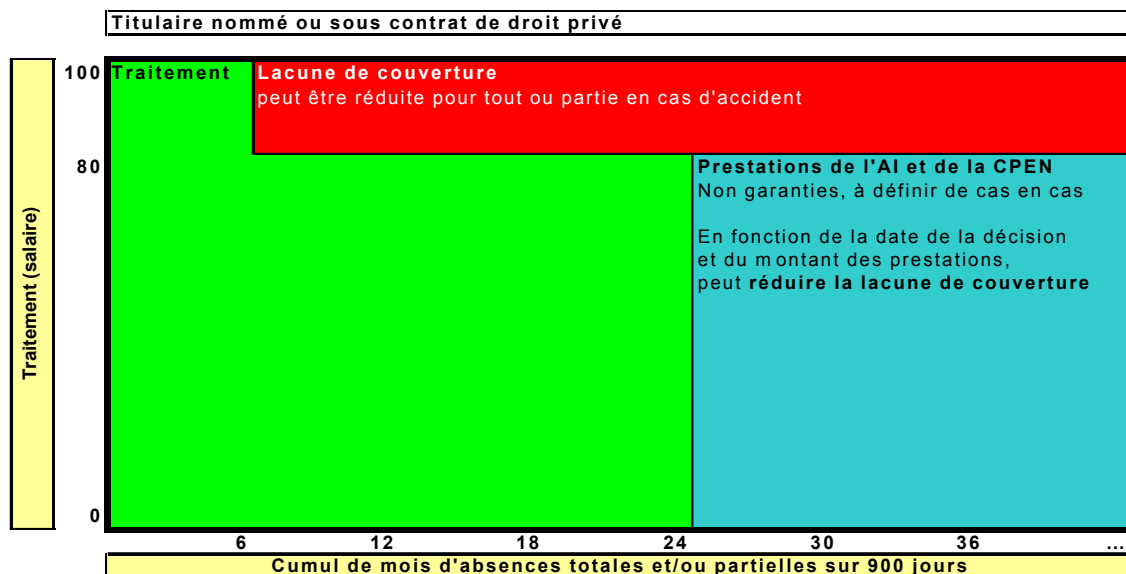 Titulaire nommé ou sous contrat de droit privé
100
Traitement
Lacune de couverture
peut être réduite pour tout ou partie en cas d'accident
80
Prestations de l'AI et de la CPEN
Non garanties, à définir de cas en cas
En fonction de la date de la décision
et du montant des prestations,
peut réduire la lacune de couverture
Traitement (salaire)
0
6 12 18 24 30 36 ...
Cumul de mois d'absences totales et/ou partielles sur 900 jours